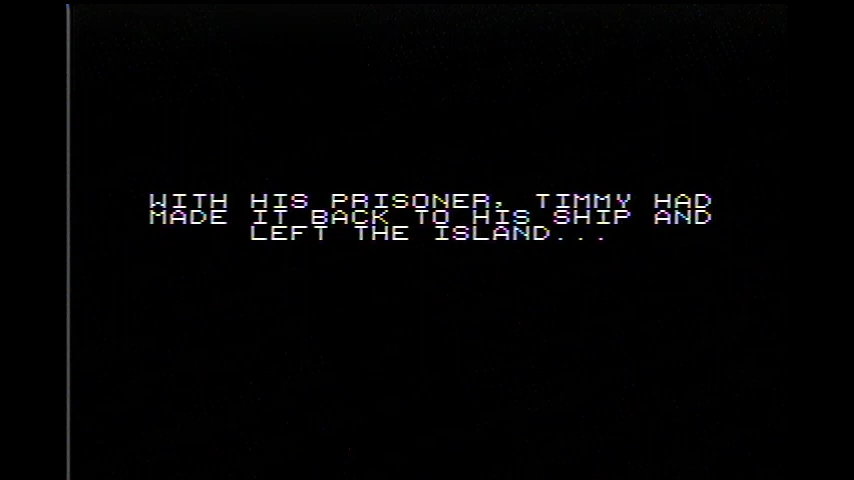 WITH HIS PRISONER, TIMMY HAD
MADE IT BACK TO HIS SHIP AND
LEFT THE ISLAND...